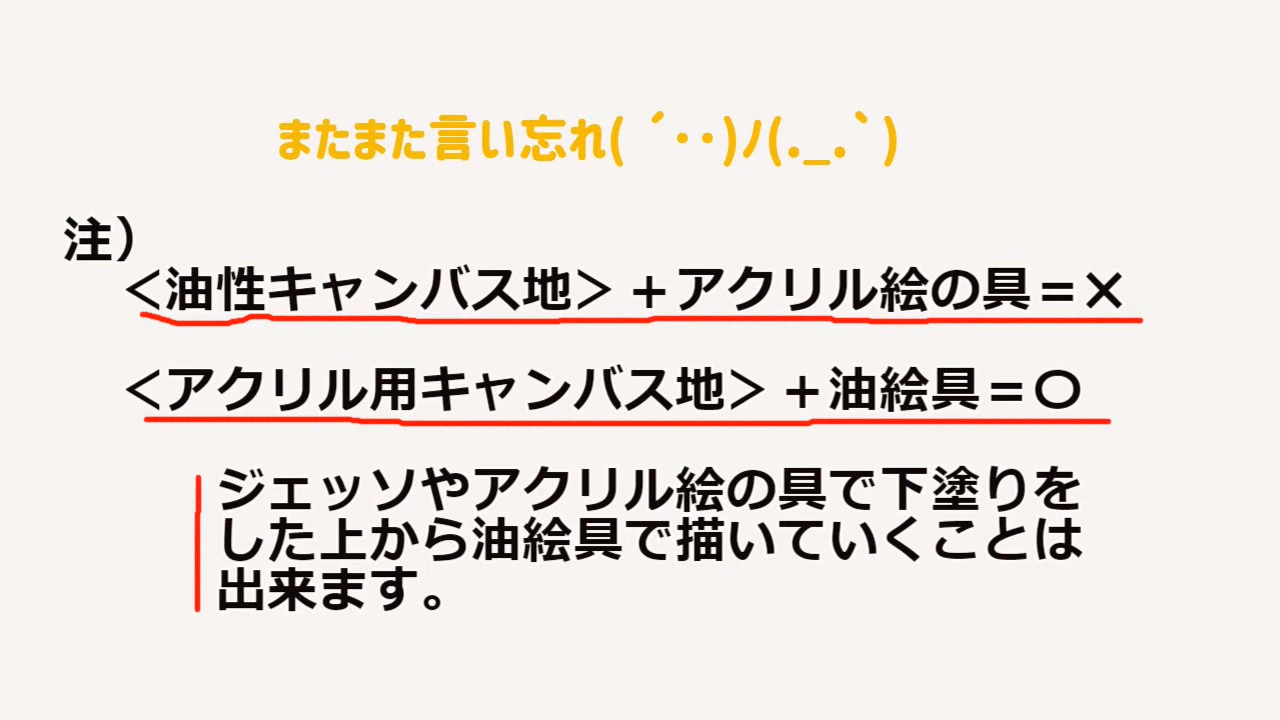 またまた言い忘れ( ´･･)ﾉ(._.`)
注）
＜油性キャンバス地＞＋アクリル絵の具＝×
＜アクリル用キャンバス地＞＋油絵具＝〇
ジェッソやアクリル絵の具で下塗りを
した上から油絵具で描いていくことは
出来ます。